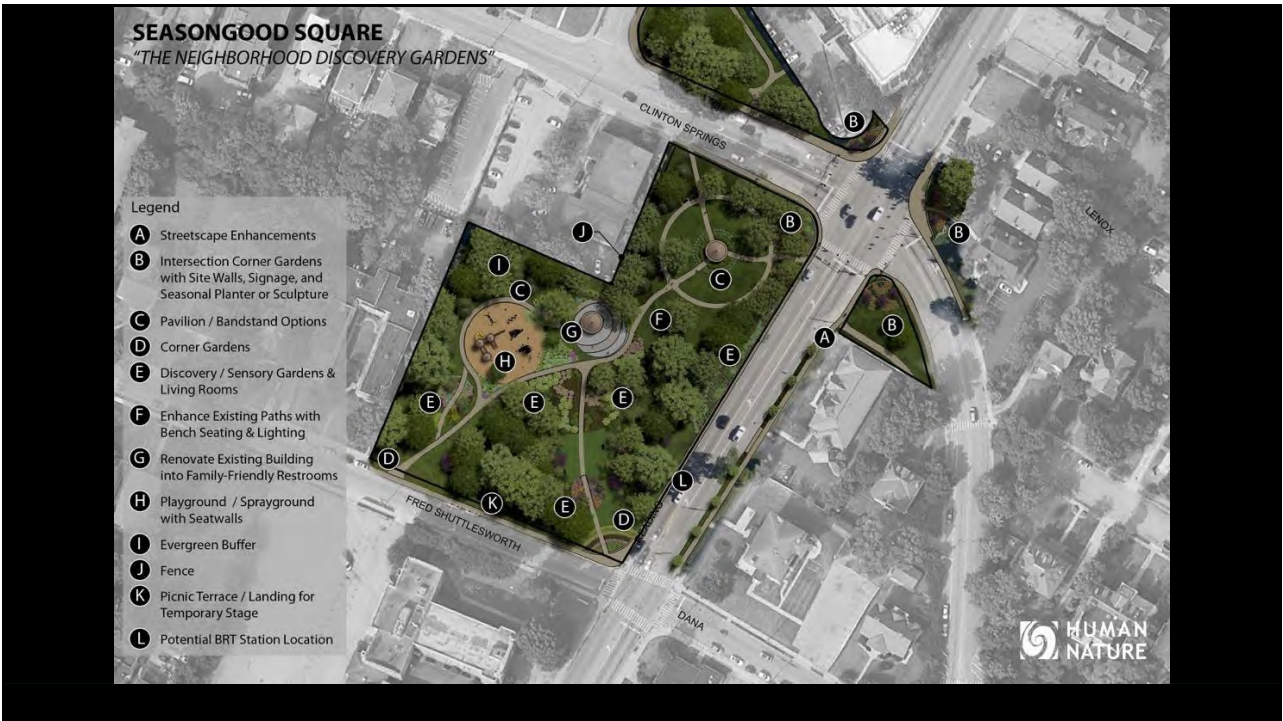 SEASONGOOD SQUARE
"THE NEIGHBORHOOD DISCOVERY GARDENS"
Legend
A Streetscape Enhancements
B Intersection Corner Gardens
with Site Walls, Signage, and
Seasonal Planter or Sculpture
C Pavilion / Bandstand Options
D Corner Gardens
E Discovery / Sensory Gardens &
Living Rooms
F Enhance Existing Paths with
Bench Seating & Lighting
G Renovate Existing Building
into Family-Friendly Restrooms
H Playground / Sprayground
with Seatwalls
I Evergreen Buffer
J Fence
K Picnic Terrace / Landing for
Temporary Stage
L Potential BRT Station Location
CLINTON SPRINGS
LENOX
FRED SHUTTLESWORTH
DANA
B
B
B
B
J
I
C
C
G
F
H
A
E
E
E
E
D
L
K
E
D
HUMAN
NATURE